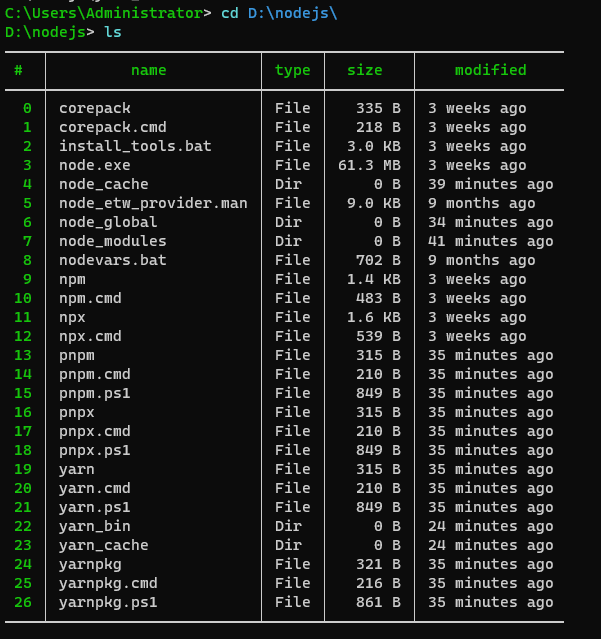 C:\Users\Administrator> cd D:\nodejs\
D:\nodejs> ls
# name type size modified
0 corepack File 335 B 3 weeks ago
1 corepack.cmd File 218 B 3 weeks ago
2 install_tools.bat File 3.0 KB 3 weeks ago
3 node.exe File 61.3 MB 3 weeks ago
4 node_cache Dir 0 B 39 minutes ago
5 node_etw_provider.man File 9.0 KB 9 months ago
6 node_global Dir 0 B 34 minutes ago
7 node_modules Dir 0 B 41 minutes ago
8 nodevars.bat File 702 B 9 months ago
9 npm File 1.4 KB 3 weeks ago
10 npm.cmd File 483 B 3 weeks ago
11 npx File 1.6 KB 3 weeks ago
12 npx.cmd File 539 B 3 weeks ago
13 pnpm File 315 B 35 minutes ago
14 pnpm.cmd File 210 B 35 minutes ago
15 pnpm.ps1 File 849 B 35 minutes ago
16 pnpx File 315 B 35 minutes ago
17 pnpx.cmd File 210 B 35 minutes ago
18 pnpx.ps1 File 849 B 35 minutes ago
19 yarn File 315 B 35 minutes ago
20 yarn.cmd File 210 B 35 minutes ago
21 yarn.ps1 File 849 B 35 minutes ago
22 yarn_bin Dir 0 B 24 minutes ago
23 yarn_cache Dir 0 B 24 minutes ago
24 yarnpkg File 321 B 35 minutes ago
25 yarnpkg.cmd File 216 B 35 minutes ago
26 yarnpkg.ps1 File 861 B 35 minutes ago